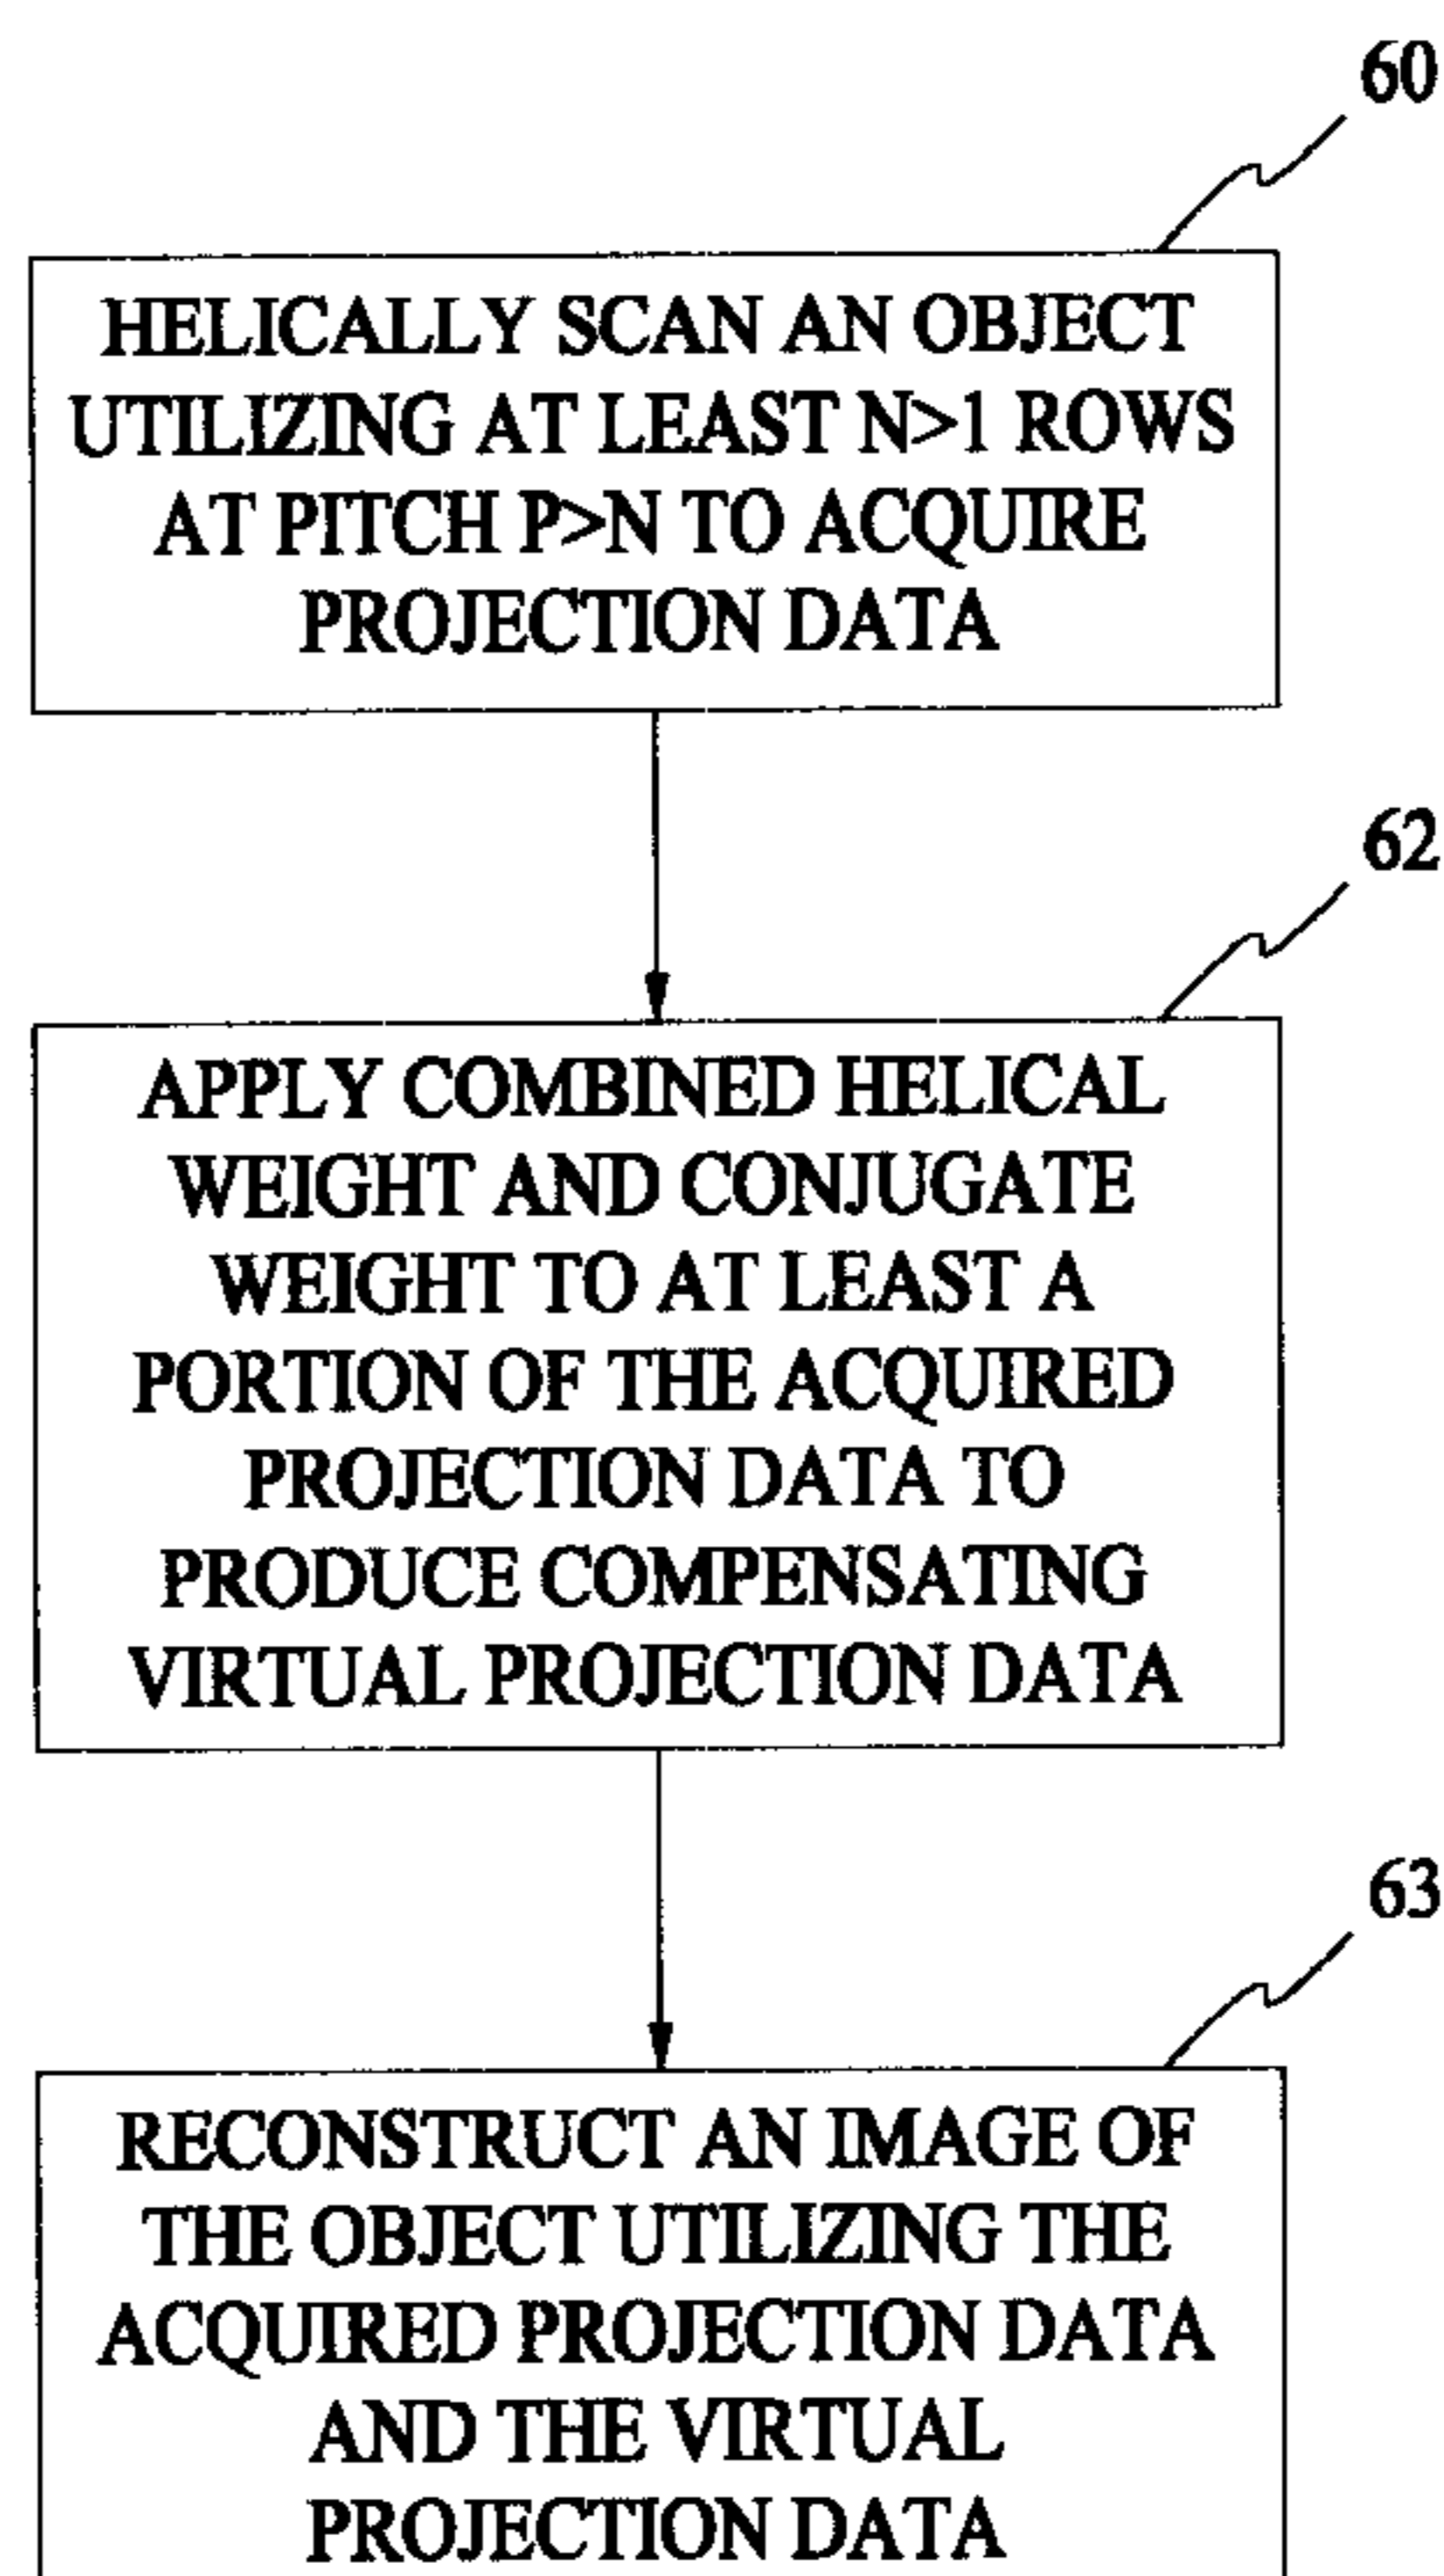 60
HELICALLY SCAN AN OBJECT
UTILIZING AT LEAST N>1 ROWS
AT PITCH P>N TO ACQUIRE
PROJECTION DATA
62
APPLY COMBINED HELICAL
WEIGHT AND CONJUGATE
WEIGHT TO AT LEAST A
PORTION OF THE ACQUIRED
PROJECTION DATA TO
PRODUCE COMPENSATING
VIRTUAL PROJECTION DATA
63
RECONSTRUCT AN IMAGE OF
THE OBJECT UTILIZING THE
ACQUIRED PROJECTION DATA
AND THE VIRTUAL
PROJECTION DATA